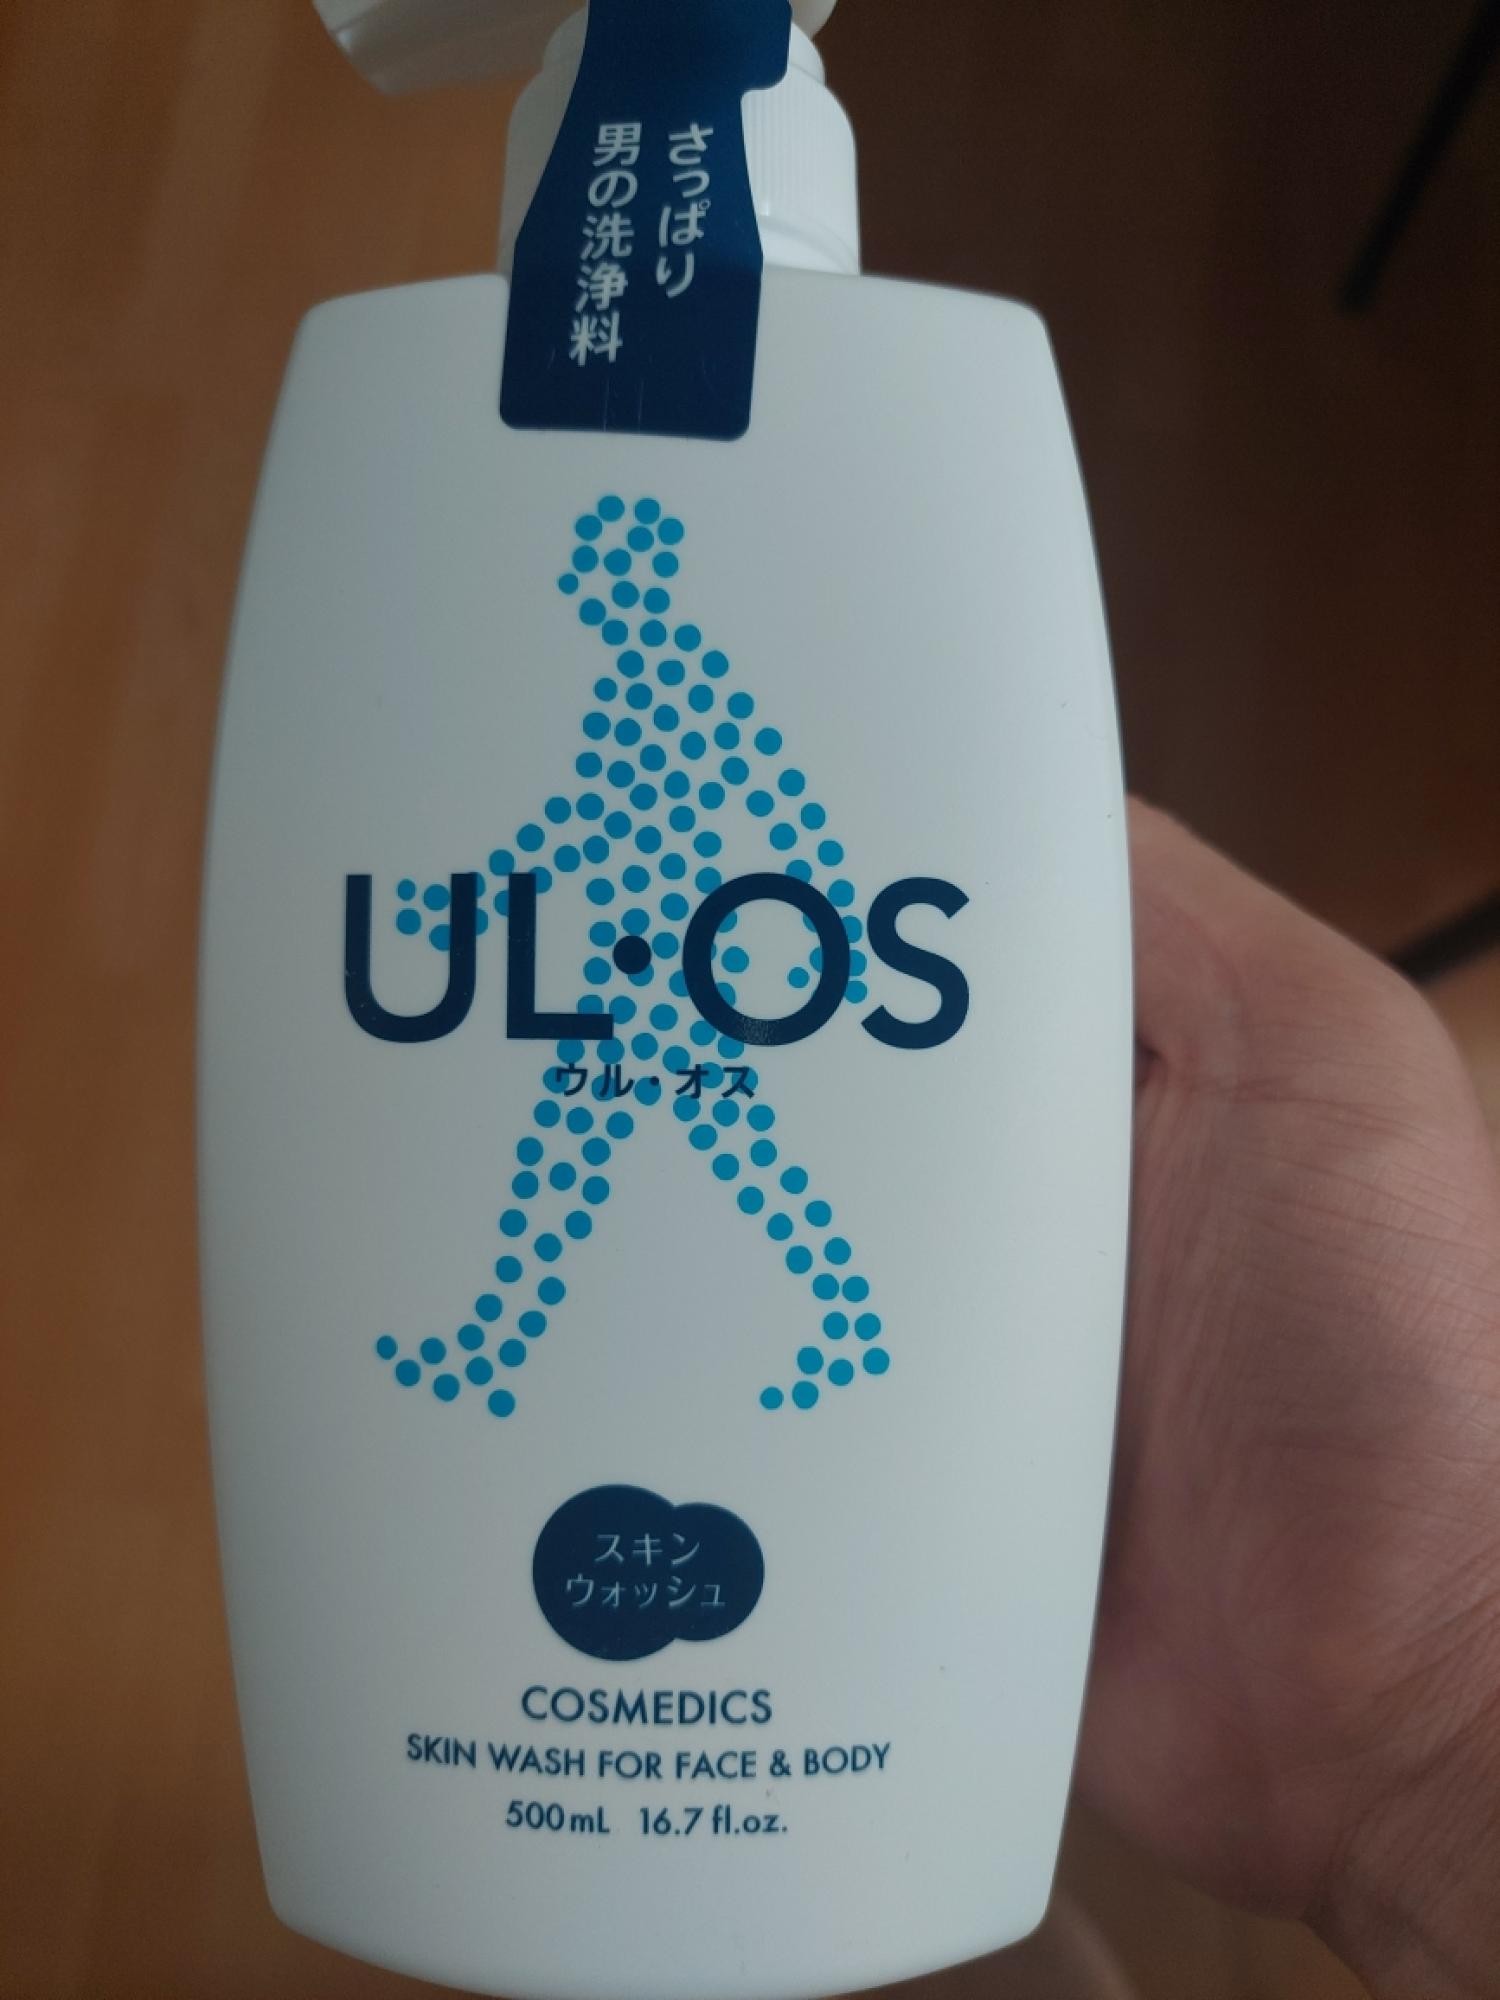 さっぱり
男の洗浄料
UL·OS
ウル・オス
スキン
ウォッシュ
COSMEDICS
SKIN WASH FOR FACE & BODY
500mL 16.7 fl.oz.